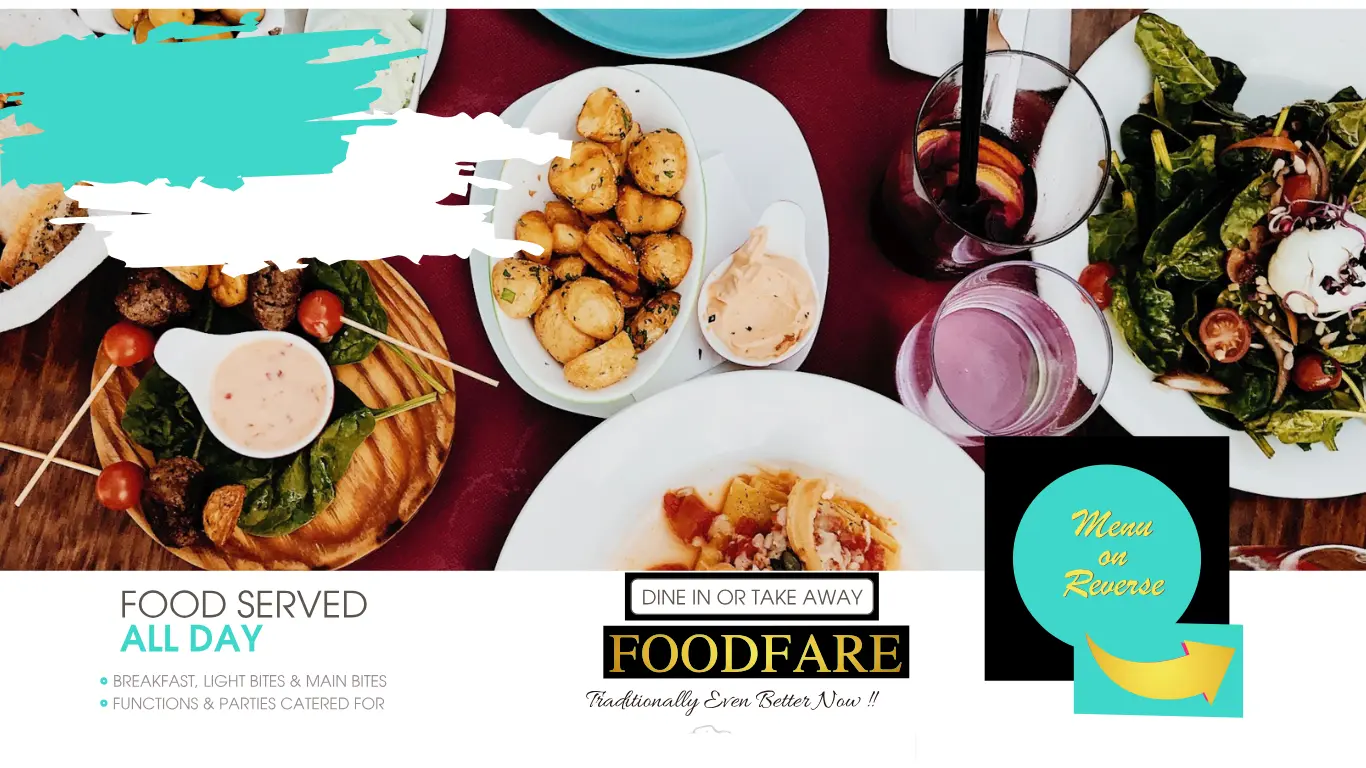 FOOD SERVED
ALL DAY
BREAKFAST, LIGHT BITES & MAIN BITES
FUNCTIONS & PARTIES CATERED FOR
DINE IN OR TAKE AWAY
FOODFARE
Traditionally Even Better Now !!
Menu
on
Reverse